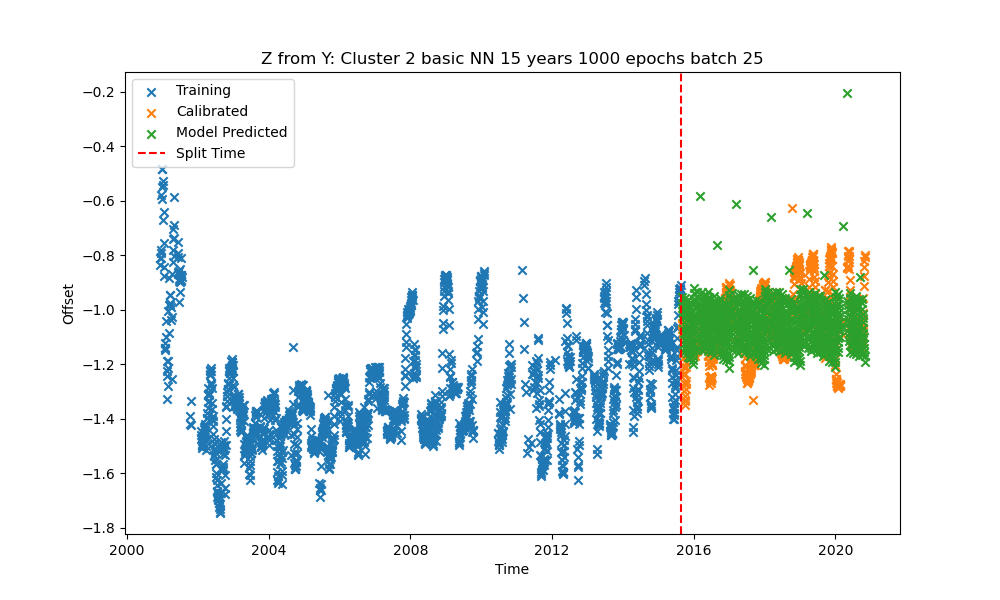 Z from Y: Cluster 2 basic NN 15 years 1000 epochs batch 25
Training
Calibrated
Model Predicted
Split Time
−0.2
−0.4
−0.6
−0.8
−1.0
−1.2
−1.4
−1.6
−1.8
Offset
2000
2004
2008
2012
2016
2020
Time